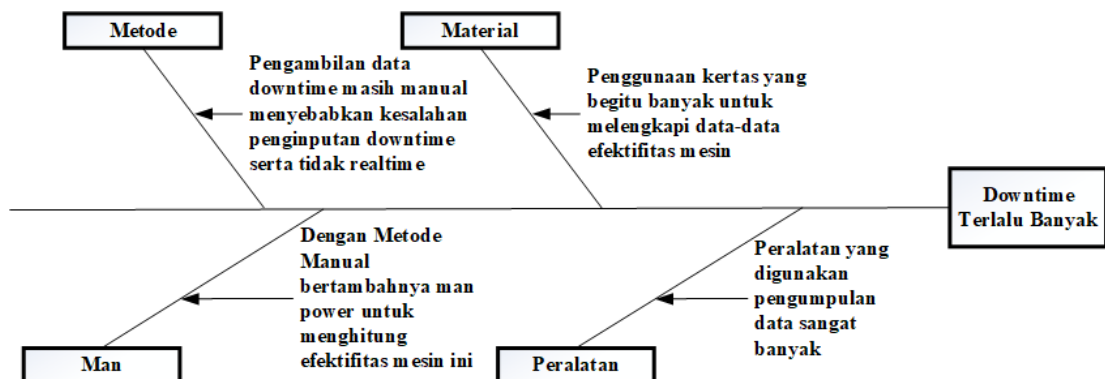 Metode
Material
Pengambilan data
downtime masih manual
menyebabkan kesalahan
penginputan downtime
serta tidak realtime
Penggunaan kertas yang
begitu banyak untuk
melengkapi data-data
efektifitas mesin
Downtime
Terlalu Banyak
Dengan Metode
Manual
bertambahnya man
power untuk
menghitung
efektifitas mesin ini
Peralatan yang
digunakan
pengumpulan
data sangat
banyak
Man
Peralatan